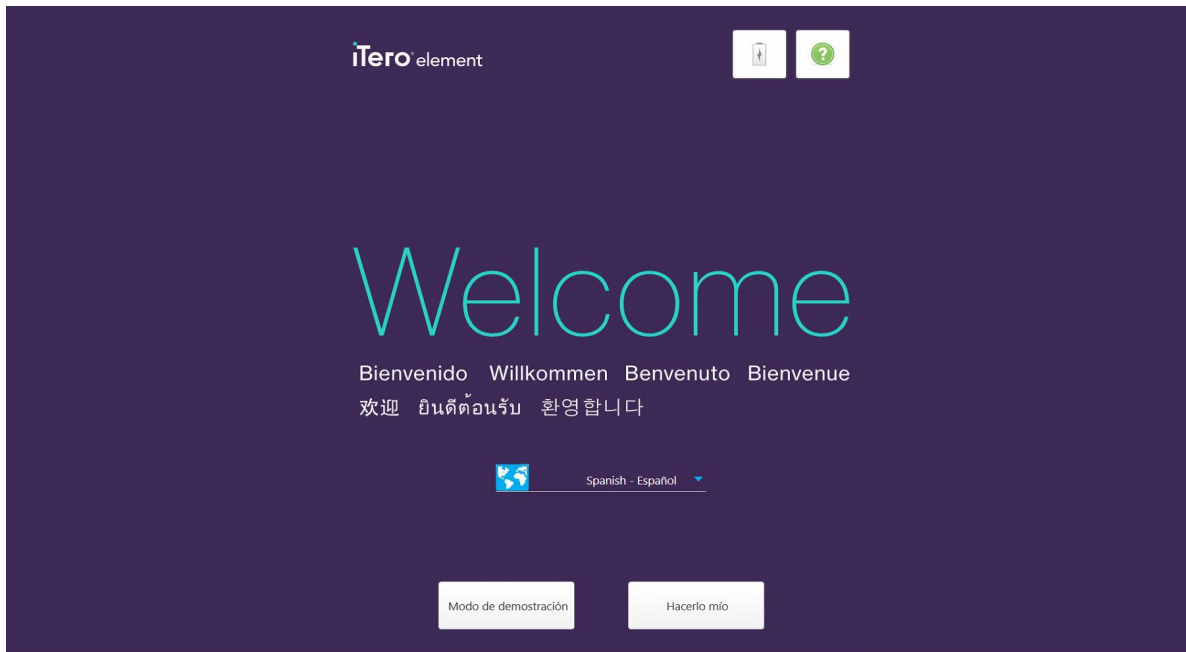 iTero element
?
Welcome
Bienvenido Willkommen Benvenuto Bienvenue
欢迎 ยินดีต้อนรับ 환영합니다
Spanish - Español
Modo de demostración Hacerlo mío